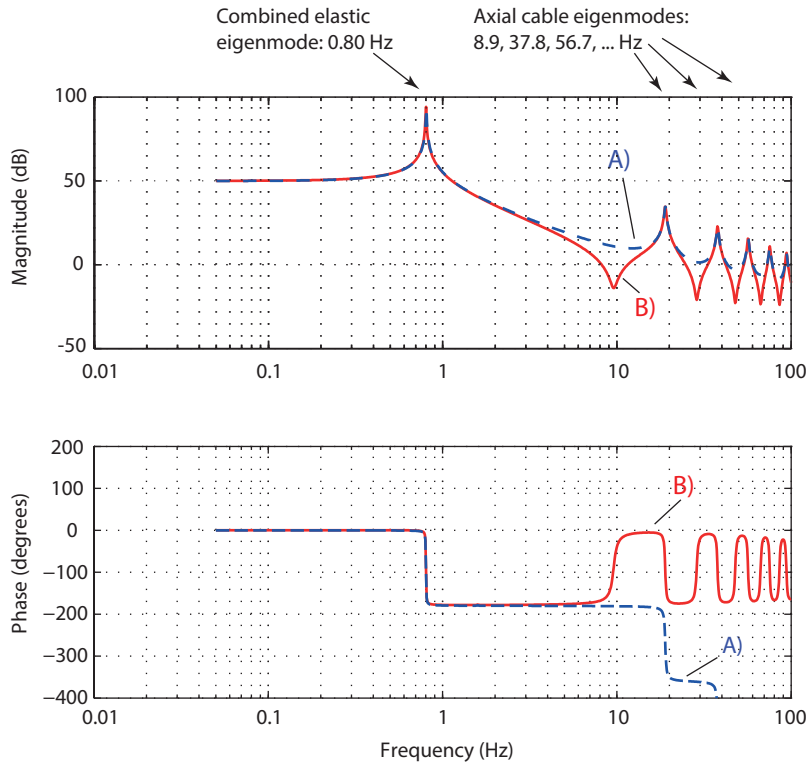 Combined elastic
eigenmode: 0.80 Hz
Axial cable eigenmodes:
8.9, 37.8, 56.7, ... Hz
Magnitude (dB)
100
50
0
-50
A)
B)
0.01
0.1
1
10
100
Phase (degrees)
200
100
0
−100
−200
−300
−400
B)
A)
0.01
0.1
1
10
100
Frequency (Hz)